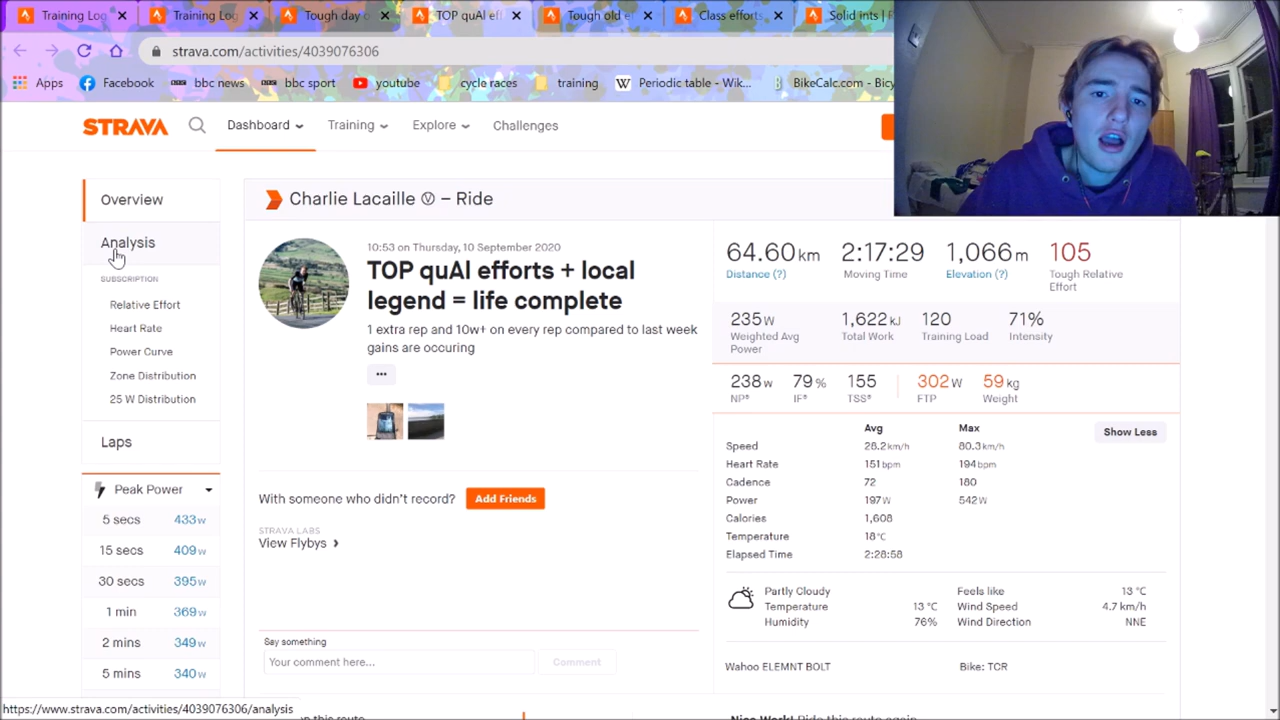 Training Log
Training Log
Tough day o
TOP quAl eff
Tough old ef
Class efforts
Solid ints | R
strava.com/activities/4039076306
Apps
Facebook
bbc news
bbc sport
youtube
cycle races
training
Periodic table - Wik...
BikeCalc.com - Bicy
STRAVA
Dashboard
Training
Explore
Challenges
Overview
Analysis
SUBSCRIPTION
Relative Effort
Heart Rate
Power Curve
Zone Distribution
25 W Distribution
Laps
Peak Power
5 secs 433w
15 secs 409w
30 secs 395w
1 min 369w
2 mins 349w
5 mins 340w
Charlie Lacaille Ⓥ – Ride
10:53 on Thursday, 10 September 2020
TOP quAl efforts + local
legend = life complete
1 extra rep and 10w+ on every rep compared to last week
gains are occuring
With someone who didn't record? Add Friends
STRAVA LABS
View Flybys
Say something
Your comment here...
Comment
64.60km 2:17:29 1,066m 105
Distance (?) Moving Time Elevation (?) Tough Relative
Effort
235W 1,622kJ 120 71%
Weighted Avg Total Work Training Load Intensity
Power
238w 79% 155 302W 59kg
NP® IF® TSS® FTP Weight
Avg Max Show Less
Speed 28.2km/h 80.3km/h
Heart Rate 151bpm 194bpm
Cadence 72 180
Power 197W 542W
Calories 1,608
Temperature 18℃
Elapsed Time 2:28:58
Partly Cloudy Feels like 13 ℃
Temperature 13 ℃ Wind Speed 4.7 km/h
Humidity 76% Wind Direction NNE
Wahoo ELEMNT BOLT Bike: TCR
Nice Work! Ride this route again
on this route
https://www.strava.com/activities/4039076306/analysis